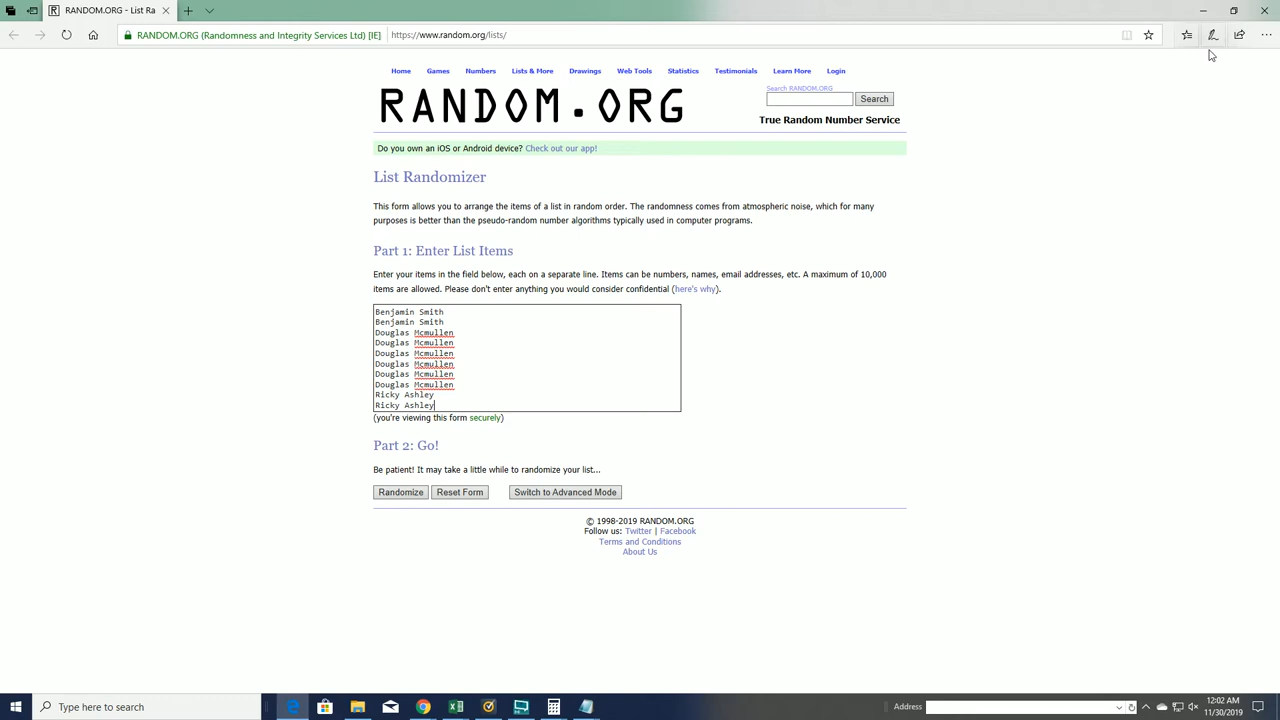 RANDOM.ORG - List Ra
RANDOM.ORG (Randomness and Integrity Services Ltd) [IE]
https://www.random.org/lists/
Home Games Numbers Lists & More Drawings Web Tools Statistics Testimonials Learn More Login
RANDOM.ORG
Search RANDOM.ORG
Search
True Random Number Service
Do you own an iOS or Android device? Check out our app!
List Randomizer
This form allows you to arrange the items of a list in random order. The randomness comes from atmospheric noise, which for many
purposes is better than the pseudo-random number algorithms typically used in computer programs.
Part 1: Enter List Items
Enter your items in the field below, each on a separate line. Items can be numbers, names, email addresses, etc. A maximum of 10,000
items are allowed. Please don't enter anything you would consider confidential (here's why).
Benjamin Smith
Benjamin Smith
Douglas Mcmullen
Douglas Mcmullen
Douglas Mcmullen
Douglas Mcmullen
Douglas Mcmullen
Douglas Mcmullen
Ricky Ashley
Ricky Ashley
(you're viewing this form securely)
Part 2: Go!
Be patient! It may take a little while to randomize your list...
Randomize Reset Form Switch to Advanced Mode
© 1998-2019 RANDOM.ORG
Follow us: Twitter | Facebook
Terms and Conditions
About Us
Type here to search
Address
12:02 AM
11/30/2019